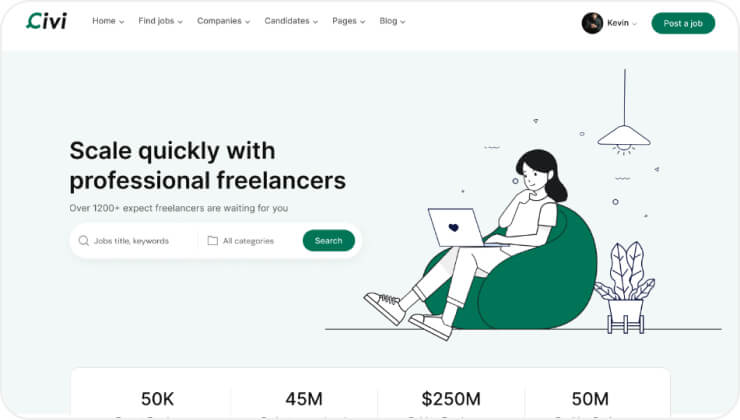 Civi
Home Find jobs Companies Candidates Pages Blog Kevin Post a job
Scale quickly with
professional freelancers
Over 1200+ expect freelancers are waiting for you
Jobs title, keywords All categories Search
50K 45M $250M 50M